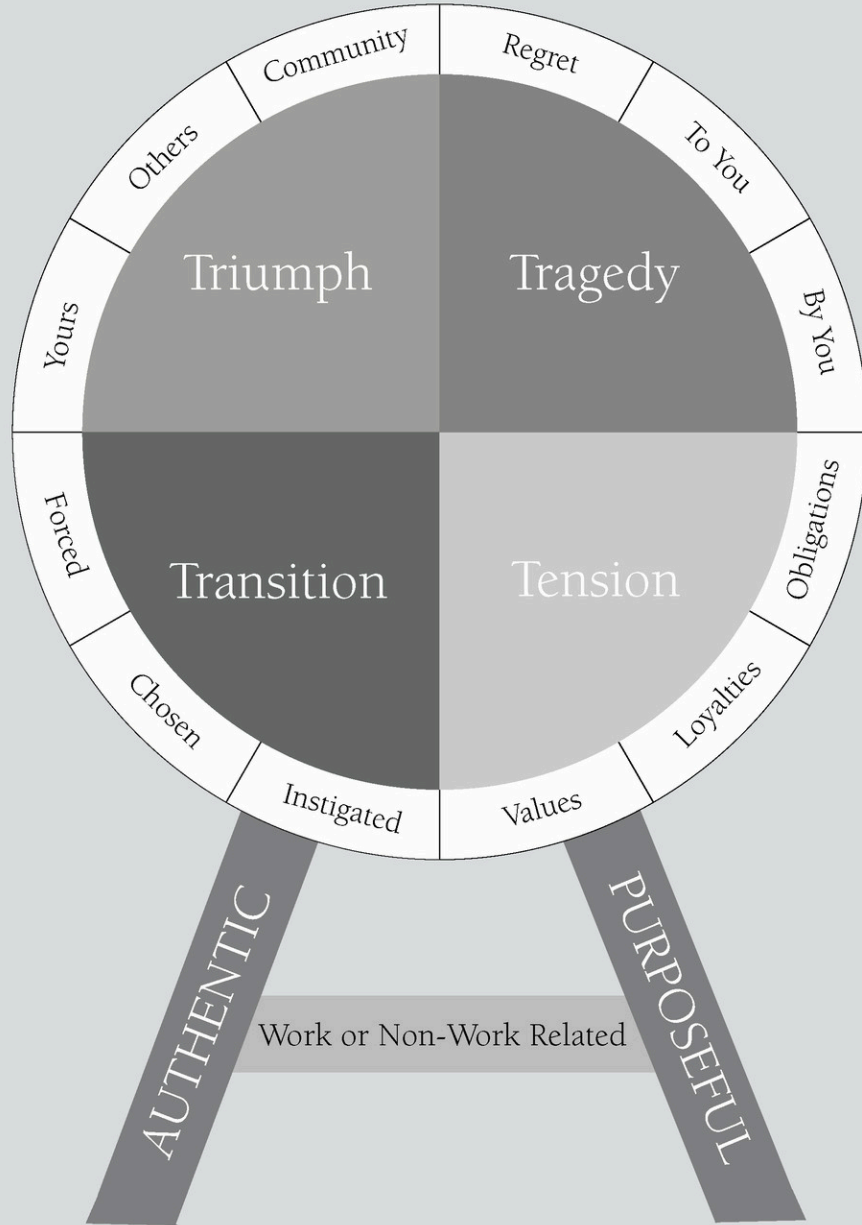 Community
Regret
Others
To You
Yours
By You
Triumph
Tragedy
Forced
Obligations
Transition
Tension
Chosen
Loyalties
Instigated
Values
AUTHENTIC
PURPOSEFUL
Work or Non-Work Related